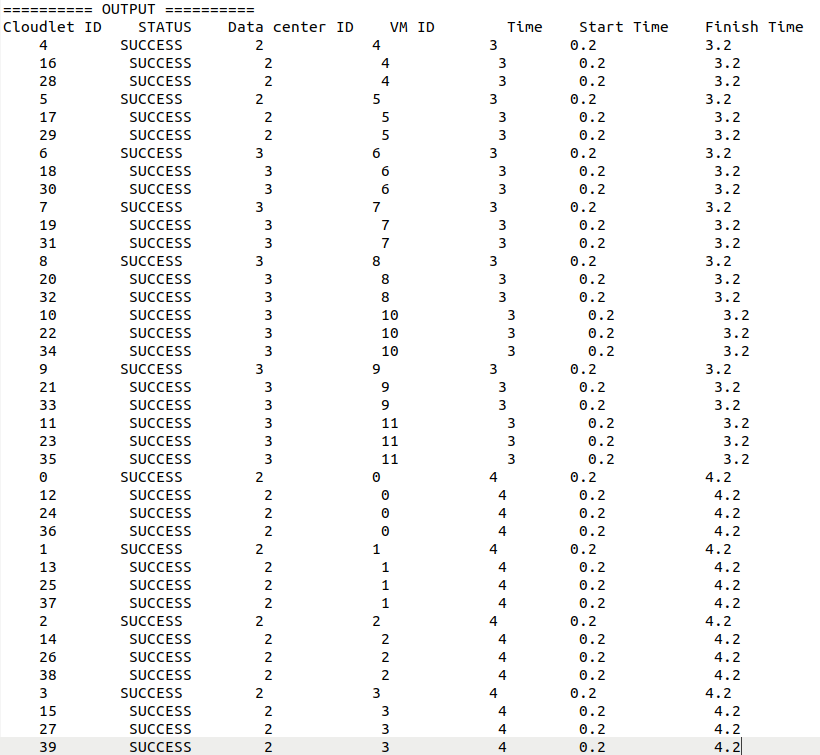 ========== OUTPUT ==========
Cloudlet ID    STATUS    Data center ID    VM ID        Time    Start Time    Finish Time
    4        SUCCESS        2            4            3        0.2            3.2
    16        SUCCESS        2            4            3        0.2            3.2
    28        SUCCESS        2            4            3        0.2            3.2
    5        SUCCESS        2            5            3        0.2            3.2
    17        SUCCESS        2            5            3        0.2            3.2
    29        SUCCESS        2            5            3        0.2            3.2
    6        SUCCESS        3            6            3        0.2            3.2
    18        SUCCESS        3            6            3        0.2            3.2
    30        SUCCESS        3            6            3        0.2            3.2
    7        SUCCESS        3            7            3        0.2            3.2
    19        SUCCESS        3            7            3        0.2            3.2
    31        SUCCESS        3            7            3        0.2            3.2
    8        SUCCESS        3            8            3        0.2            3.2
    20        SUCCESS        3            8            3        0.2            3.2
    32        SUCCESS        3            8            3        0.2            3.2
    10        SUCCESS        3            10            3        0.2            3.2
    22        SUCCESS        3            10            3        0.2            3.2
    34        SUCCESS        3            10            3        0.2            3.2
    9        SUCCESS        3            9            3        0.2            3.2
    21        SUCCESS        3            9            3        0.2            3.2
    33        SUCCESS        3            9            3        0.2            3.2
    11        SUCCESS        3            11            3        0.2            3.2
    23        SUCCESS        3            11            3        0.2            3.2
    35        SUCCESS        3            11            3        0.2            3.2
    0        SUCCESS        2            0            4        0.2            4.2
    12        SUCCESS        2            0            4        0.2            4.2
    24        SUCCESS        2            0            4        0.2            4.2
    36        SUCCESS        2            0            4        0.2            4.2
    1        SUCCESS        2            1            4        0.2            4.2
    13        SUCCESS        2            1            4        0.2            4.2
    25        SUCCESS        2            1            4        0.2            4.2
    37        SUCCESS        2            1            4        0.2            4.2
    2        SUCCESS        2            2            4        0.2            4.2
    14        SUCCESS        2            2            4        0.2            4.2
    26        SUCCESS        2            2            4        0.2            4.2
    38        SUCCESS        2            2            4        0.2            4.2
    3        SUCCESS        2            3            4        0.2            4.2
    15        SUCCESS        2            3            4        0.2            4.2
    27        SUCCESS        2            3            4        0.2            4.2
    39        SUCCESS        2            3            4        0.2            4.2